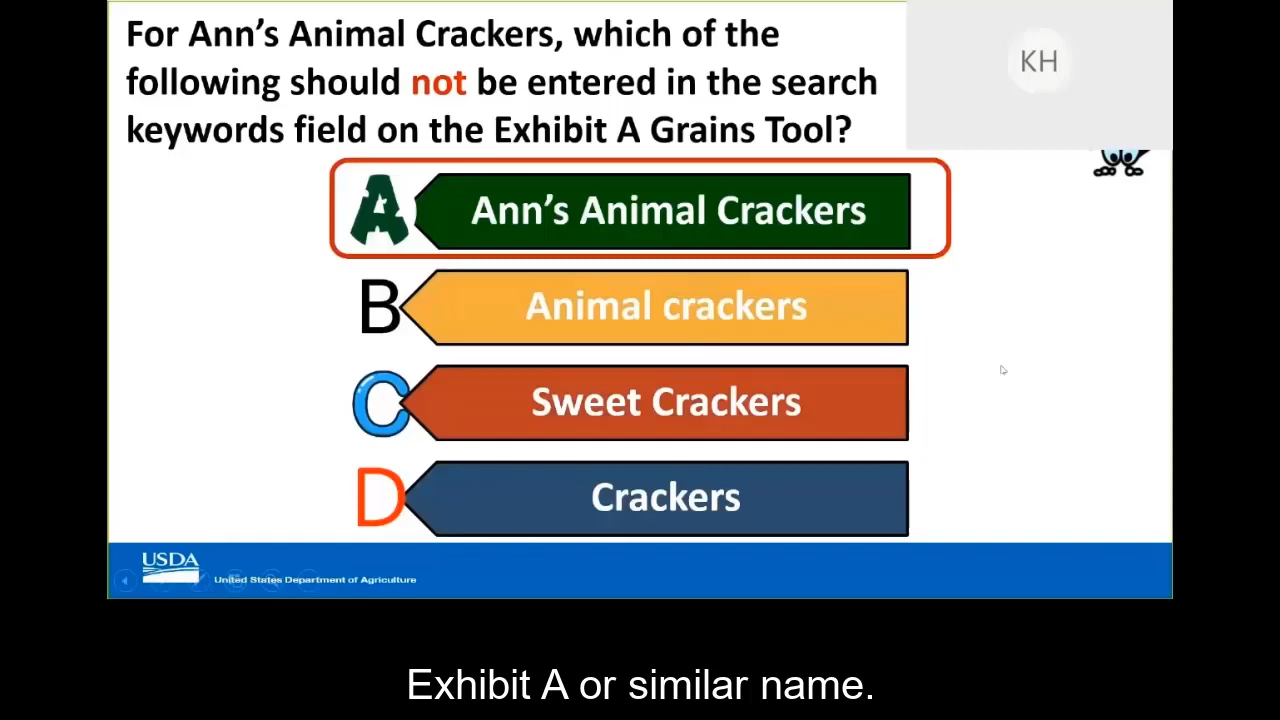 For Ann's Animal Crackers, which of the
following should not be entered in the search
keywords field on the Exhibit A Grains Tool?
KH
A Ann's Animal Crackers
B Animal crackers
C Sweet Crackers
D Crackers
USDA
United States Department of Agriculture
Exhibit A or similar name.